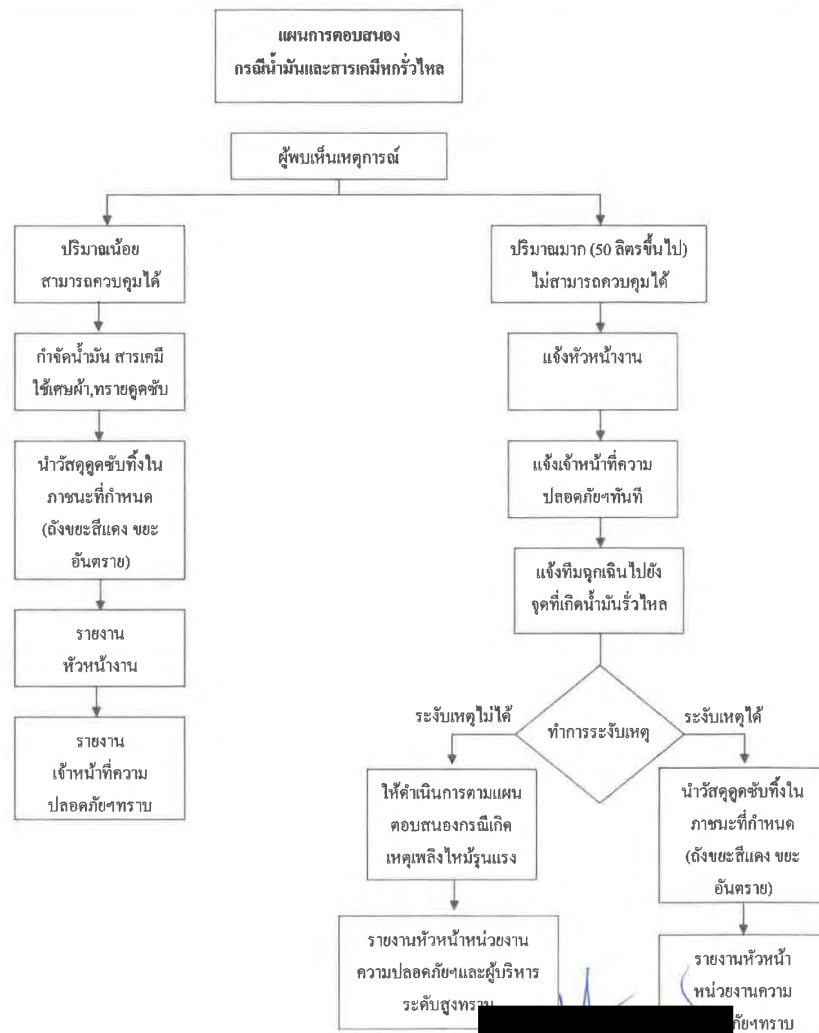 แผนการตอบสนอง
กรณีน้ำมันและสารเคมีหกรั่วไหล
ผู้พบเห็นเหตุการณ์
ปริมาณน้อย
สามารถควบคุมได้
กำจัดน้ำมัน สารเคมี
ใช้เศษผ้า,ทรายดูดซับ
นำวัสดุดูดซับทิ้งใน
ภาชนะที่กำหนด
(ถังขยะสีแดง ขยะ
อันตราย)
รายงาน
หัวหน้างาน
รายงาน
เจ้าหน้าที่ความ
ปลอดภัยฯทราบ
ปริมาณมาก (50 ลิตรขึ้นไป)
ไม่สามารถควบคุมได้
แจ้งหัวหน้างาน
แจ้งเจ้าหน้าที่ความ
ปลอดภัยฯทันที
แจ้งทีมฉุกเฉินไปยัง
จุดที่เกิดน้ำมันรั่วไหล
ทำการระงับเหตุ
ระงับเหตุไม่ได้
ให้ดำเนินการตามแผน
ตอบสนองกรณีเกิด
เหตุเพลิงไหม้รุนแรง
รายงานหัวหน้าหน่วยงาน
ความปลอดภัยฯและผู้บริหาร
ระดับสูงทราบ
ระงับเหตุได้
นำวัสดุดูดซับทิ้งใน
ภาชนะที่กำหนด
(ถังขยะสีแดง ขยะ
อันตราย)
รายงานหัวหน้า
หน่วยงานความ
ภัยฯทราบ